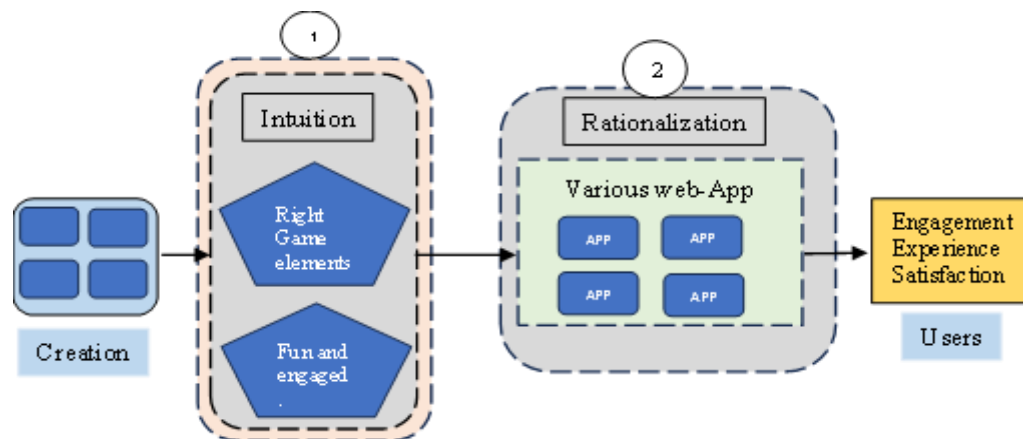 1
Intuition
Right
Game
elements
Fun and
engaged
.
Creation
2
Rationalization
Various web-App
APP
APP
APP
APP
Engagement
Experience
Satisfaction
Users